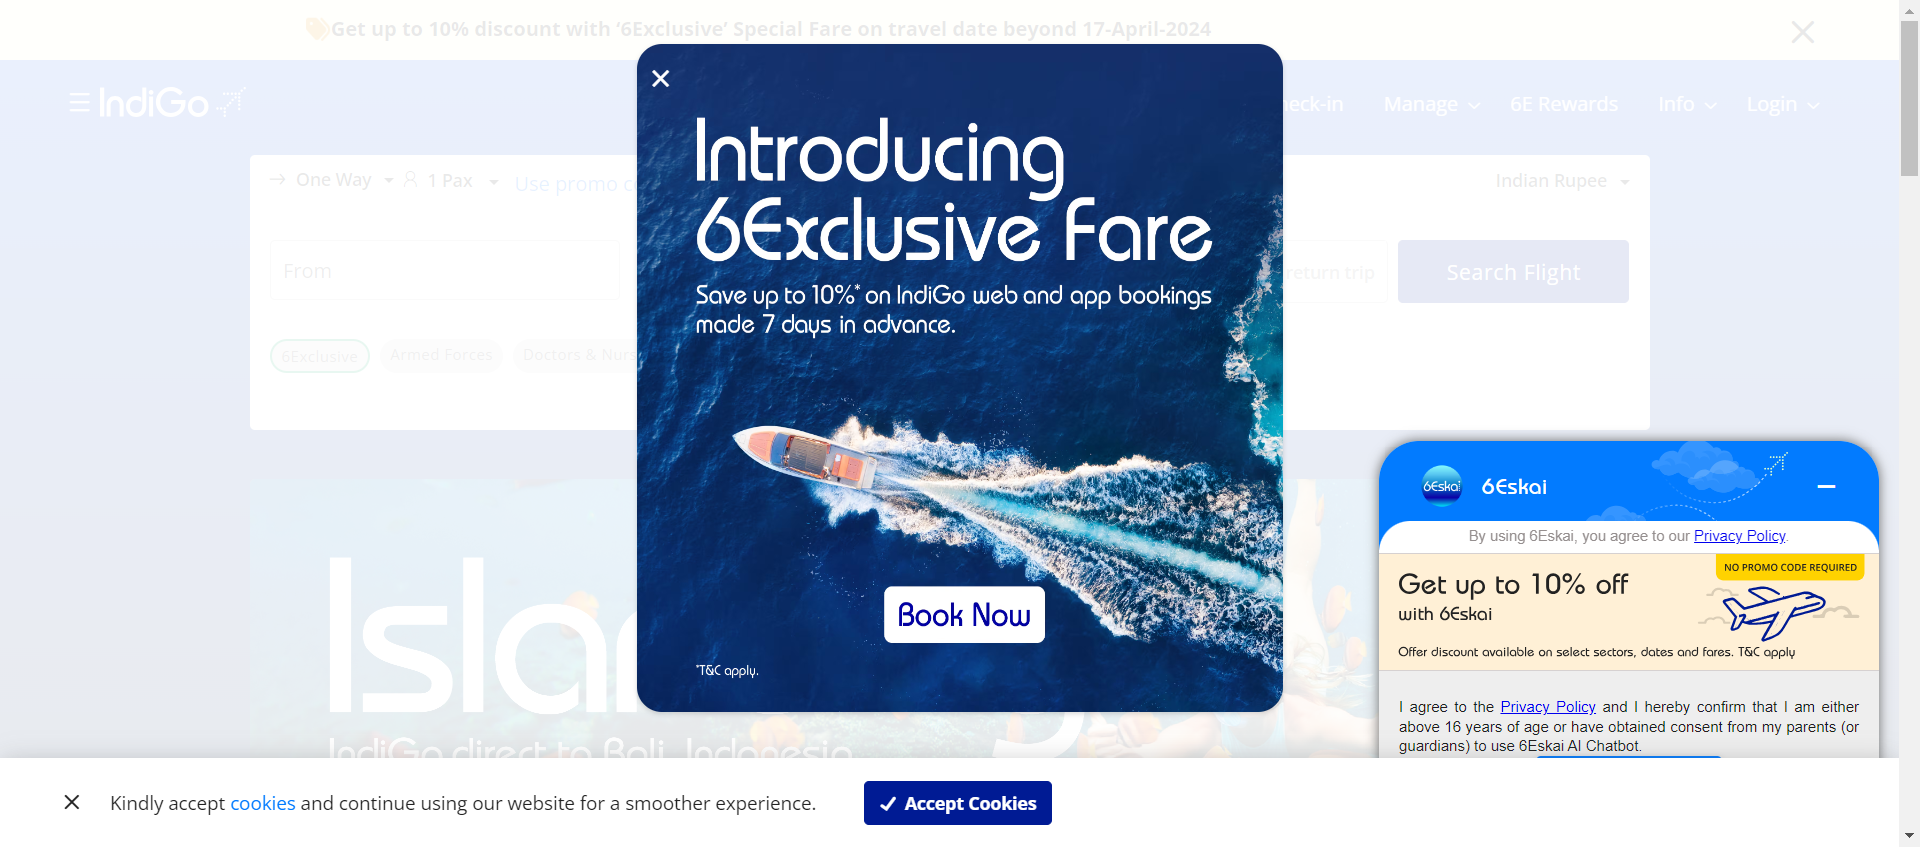 Get up to 10% discount with ‘6Exclusive’ Special Fare on travel date beyond 17-April-2024
IndiGo
Manage
6E Rewards
Info
Login
One Way
1 Pax
Use promo
Indian Rupee
From
return trip
Search Flight
6Exclusive
Armed Forces
Doctors &
Introducing
6Exclusive Fare
Save up to 10%* on IndiGo web and app bookings
made 7 days in advance.
Book Now
*T&C apply.
IndiGo direct to Bali, Indonesia
6Eskai
6Eskai
By using 6Eskai, you agree to our Privacy Policy.
NO PROMO CODE REQUIRED
Get up to 10% off
with 6Eskai
Offer discount available on select sectors, dates and fares. T&C apply
I agree to the Privacy Policy and I hereby confirm that I am either
above 16 years of age or have obtained consent from my parents (or
guardians) to use 6Eskai AI Chatbot.
Kindly accept cookies and continue using our website for a smoother experience.
Accept Cookies